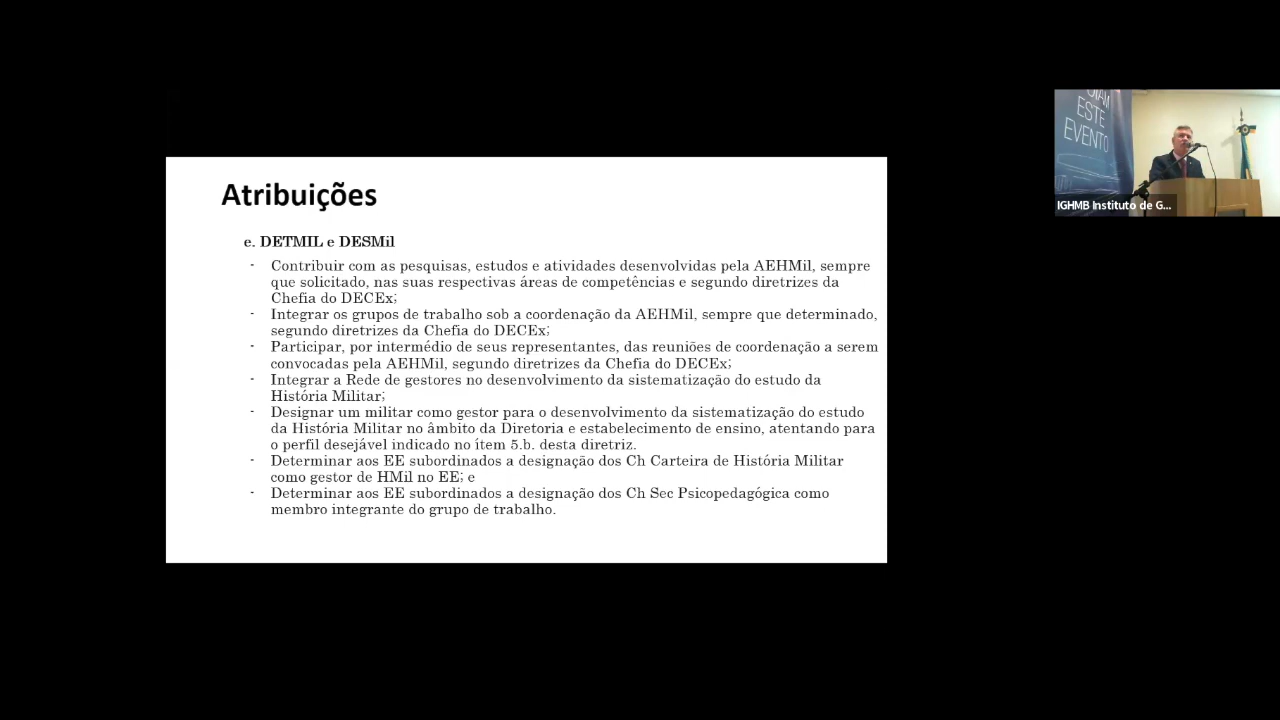 Atribuições
e. DETMIL e DESMil
- Contribuir com as pesquisas, estudos e atividades desenvolvidas pela AEHMil, sempre
que solicitado, nas suas respectivas áreas de competências e segundo diretrizes da
Chefia do DECEx;
- Integrar os grupos de trabalho sob a coordenação da AEHMil, sempre que determinado,
segundo diretrizes da Chefia do DECEx;
- Participar, por intermédio de seus representantes, das reuniões de coordenação a serem
convocadas pela AEHMil, segundo diretrizes da Chefia do DECEx;
- Integrar a Rede de gestores no desenvolvimento da sistematização do estudo da
História Militar;
- Designar um militar como gestor para o desenvolvimento da sistematização do estudo
da História Militar no âmbito da Diretoria e estabelecimento de ensino, atentando para
o perfil desejável indicado no ítem 5.b. desta diretriz.
- Determinar aos EE subordinados a designação dos Ch Carteira de História Militar
como gestor de HMil no EE; e
- Determinar aos EE subordinados a designação dos Ch Sec Psicopedagógica como
membro integrante do grupo de trabalho.
ESTE
EVENTO
IGHMB Instituto de G...